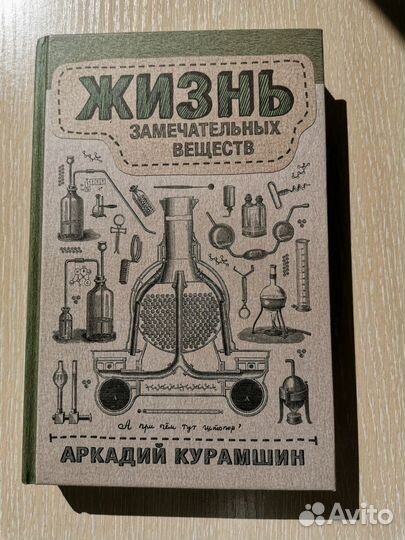 ЖИЗНЬ
ЗАМЕЧАТЕЛЬНЫХ
ВЕЩЕСТВ
А при чём тут штопор?
АРКАДИЙ КУРАМШИН
Avito